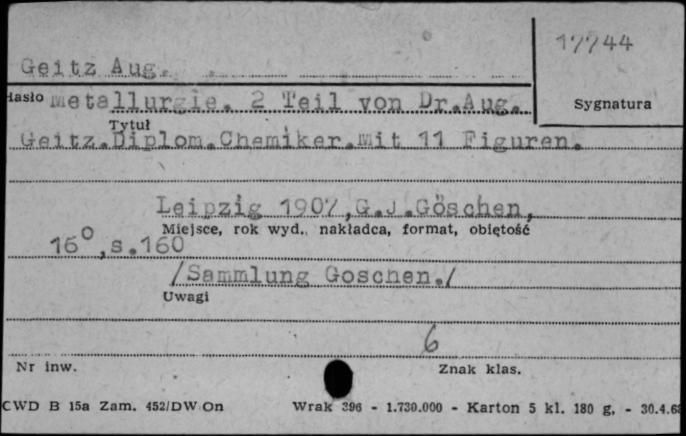 17744
Geitz Aug.
Hasło Metallurgie. 2 Teil von Dr.Aug. Sygnatura
Tytuł
Geitz.Diplom.Chemiker.Mit 11 Figuren.
Leipzig 1907,G.J.Göschen,
Miejsce, rok wyd., nakładca, format, objętość
16°,s.160
/Sammlung Goschen./
Uwagi
6
Nr inw. Znak klas.
CWD B 15a Zam. 452/DW On Wrak 396 - 1.730.000 - Karton 5 kl. 180 g. - 30.4.68